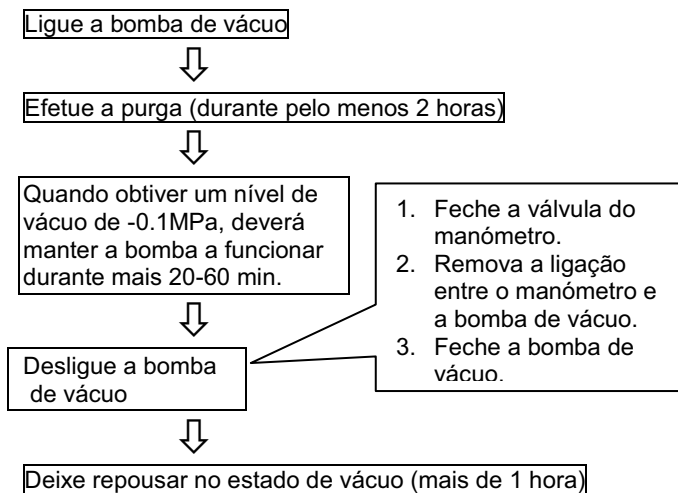 Ligue a bomba de vácuo
Efetue a purga (durante pelo menos 2 horas)
Quando obtiver um nível de
vácuo de -0.1MPa, deverá
manter a bomba a funcionar
durante mais 20-60 min.
1. Feche a válvula do
manómetro.
2. Remova a ligação
entre o manómetro e
a bomba de vácuo.
3. Feche a bomba de
vácuo.
Desligue a bomba
de vácuo
Deixe repousar no estado de vácuo (mais de 1 hora)